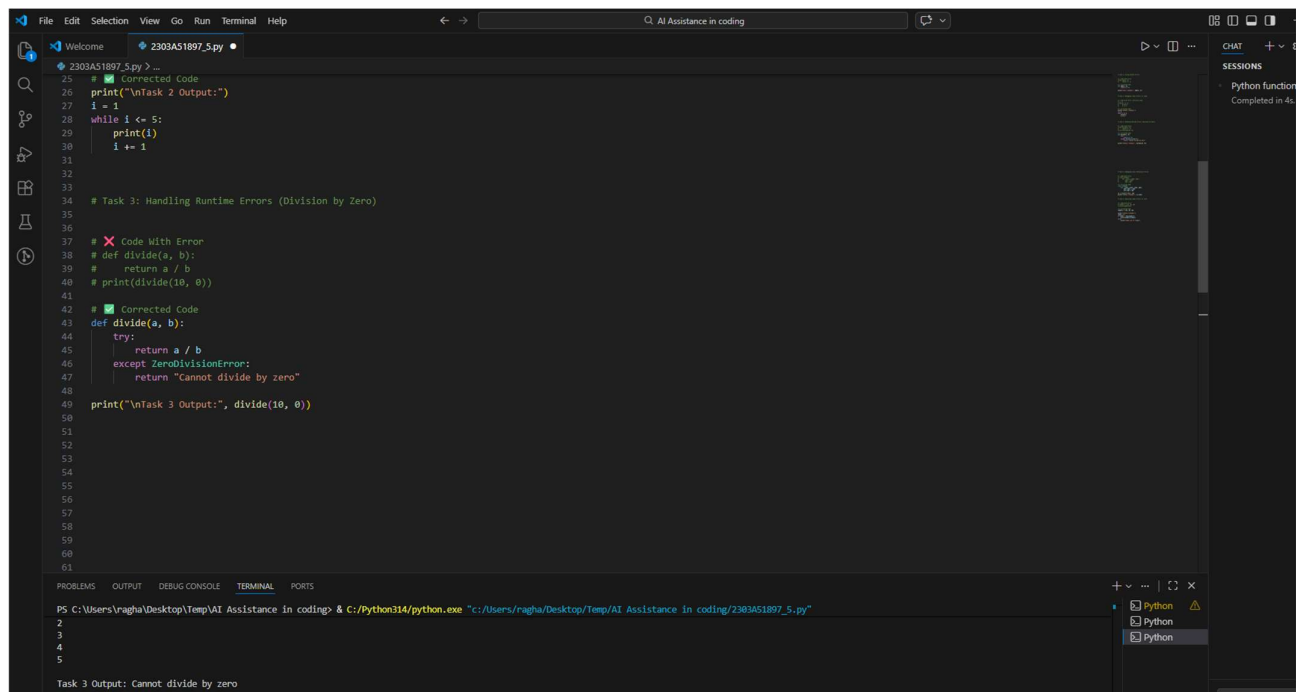 File Edit Selection View Go Run Terminal Help
AI Assistance in coding
Welcome
2303A51897_5.py
CHAT
2303A51897_5.py > ...
SESSIONS
Python function
Completed in 4s.
25 # ✅ Corrected Code
26 print("\nTask 2 Output:")
27 i = 1
28 while i <= 5:
29     print(i)
30     i += 1
31
32
33
34 # Task 3: Handling Runtime Errors (Division by Zero)
35
36
37 # ❌ Code With Error
38 # def divide(a, b):
39 #     return a / b
40 # print(divide(10, 0))
41
42 # ✅ Corrected Code
43 def divide(a, b):
44     try:
45         return a / b
46     except ZeroDivisionError:
47         return "Cannot divide by zero"
48
49 print("\nTask 3 Output:", divide(10, 0))
50
51
52
53
54
55
56
57
58
59
60
61
PROBLEMS OUTPUT DEBUG CONSOLE TERMINAL PORTS
PS C:\Users\ragha\Desktop\Temp\AI Assistance in coding> & C:/Python314/python.exe "c:/Users/ragha/Desktop/Temp/AI Assistance in coding/2303A51897_5.py"
2
3
4
5
Task 3 Output: Cannot divide by zero
Python
Python
Python